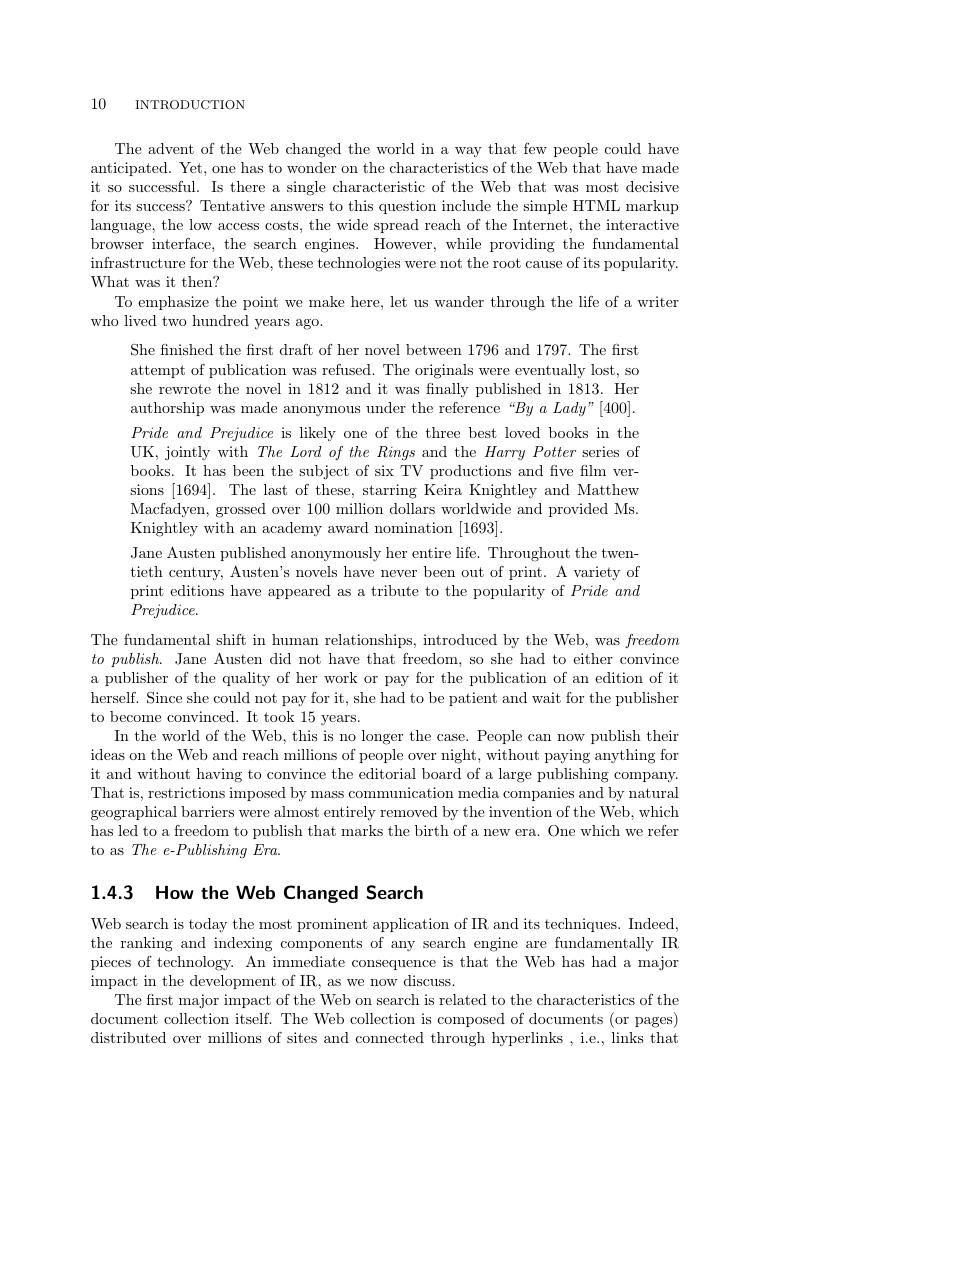 10 INTRODUCTION
The advent of the Web changed the world in a way that few people could have
anticipated. Yet, one has to wonder on the characteristics of the Web that have made
it so successful. Is there a single characteristic of the Web that was most decisive
for its success? Tentative answers to this question include the simple HTML markup
language, the low access costs, the wide spread reach of the Internet, the interactive
browser interface, the search engines. However, while providing the fundamental
infrastructure for the Web, these technologies were not the root cause of its popularity.
What was it then?
To emphasize the point we make here, let us wander through the life of a writer
who lived two hundred years ago.
She finished the first draft of her novel between 1796 and 1797. The first
attempt of publication was refused. The originals were eventually lost, so
she rewrote the novel in 1812 and it was finally published in 1813. Her
authorship was made anonymous under the reference “By a Lady” [400].
Pride and Prejudice is likely one of the three best loved books in the
UK, jointly with The Lord of the Rings and the Harry Potter series of
books. It has been the subject of six TV productions and five film ver-
sions [1694]. The last of these, starring Keira Knightley and Matthew
Macfadyen, grossed over 100 million dollars worldwide and provided Ms.
Knightley with an academy award nomination [1693].
Jane Austen published anonymously her entire life. Throughout the twen-
tieth century, Austen's novels have never been out of print. A variety of
print editions have appeared as a tribute to the popularity of Pride and
Prejudice.
The fundamental shift in human relationships, introduced by the Web, was freedom
to publish. Jane Austen did not have that freedom, so she had to either convince
a publisher of the quality of her work or pay for the publication of an edition of it
herself. Since she could not pay for it, she had to be patient and wait for the publisher
to become convinced. It took 15 years.
In the world of the Web, this is no longer the case. People can now publish their
ideas on the Web and reach millions of people over night, without paying anything for
it and without having to convince the editorial board of a large publishing company.
That is, restrictions imposed by mass communication media companies and by natural
geographical barriers were almost entirely removed by the invention of the Web, which
has led to a freedom to publish that marks the birth of a new era. One which we refer
to as The e-Publishing Era.
1.4.3 How the Web Changed Search
Web search is today the most prominent application of IR and its techniques. Indeed,
the ranking and indexing components of any search engine are fundamentally IR
pieces of technology. An immediate consequence is that the Web has had a major
impact in the development of IR, as we now discuss.
The first major impact of the Web on search is related to the characteristics of the
document collection itself. The Web collection is composed of documents (or pages)
distributed over millions of sites and connected through hyperlinks , i.e., links that